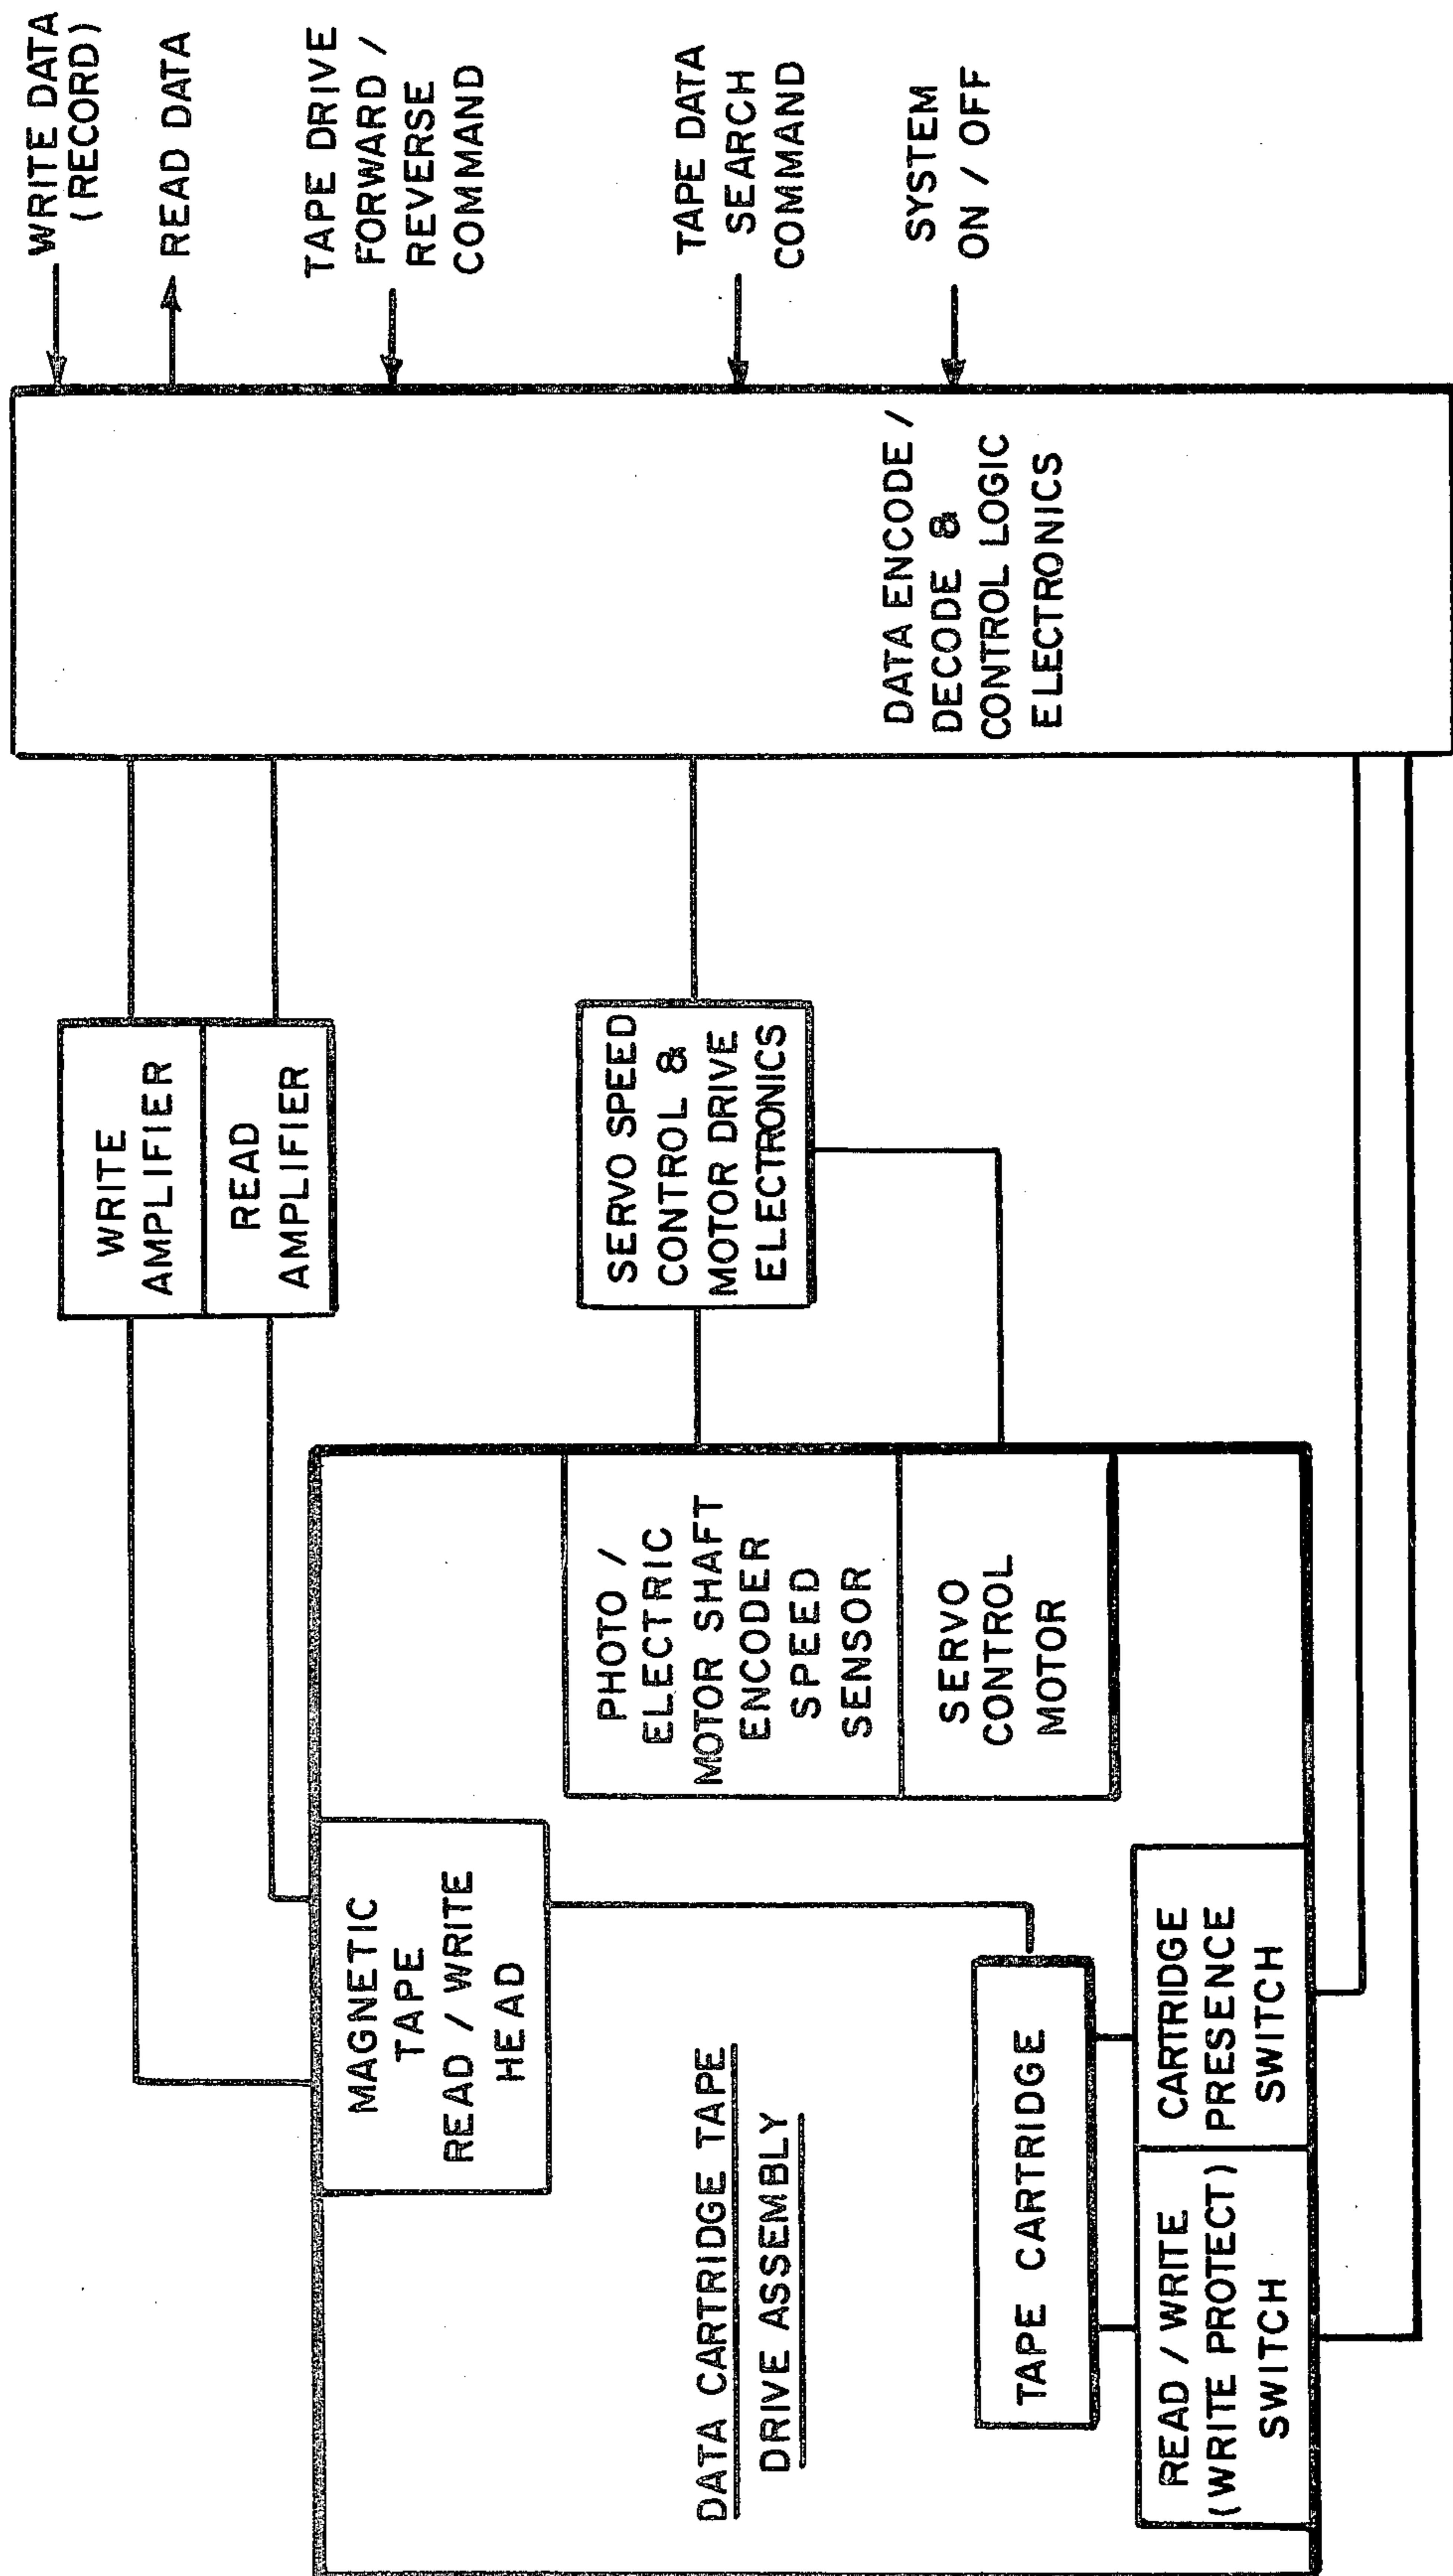 WRITE DATA
(RECORD)
READ DATA
TAPE DRIVE
FORWARD /
REVERSE
COMMAND
TAPE DATA
SEARCH
COMMAND
SYSTEM
ON / OFF
DATA ENCODE /
DECODE &
CONTROL LOGIC
ELECTRONICS
WRITE
AMPLIFIER
READ
AMPLIFIER
SERVO SPEED
CONTROL &
MOTOR DRIVE
ELECTRONICS
PHOTO /
ELECTRIC
MOTOR SHAFT
ENCODER
SPEED
SENSOR
SERVO
CONTROL
MOTOR
MAGNETIC
TAPE
READ / WRITE
HEAD
DATA CARTRIDGE TAPE
DRIVE ASSEMBLY
TAPE CARTRIDGE
READ / WRITE
(WRITE PROTECT)
SWITCH
CARTRIDGE
PRESENCE
SWITCH